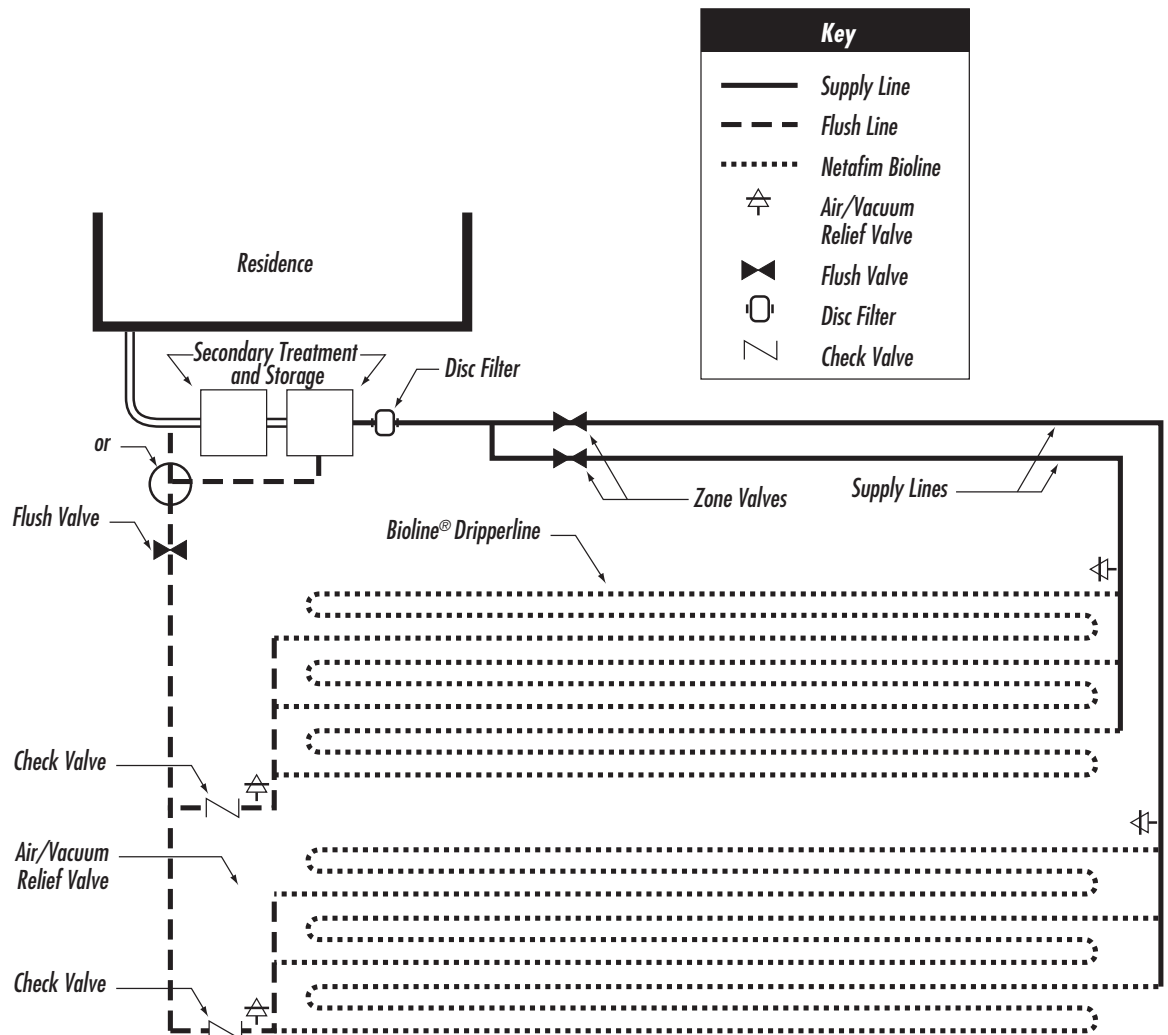 Key
Supply Line
Flush Line
Netafim Bioline
Air/Vacuum
Relief Valve
Flush Valve
Disc Filter
Check Valve
Residence
Secondary Treatment
and Storage
Disc Filter
or
Zone Valves
Supply Lines
Flush Valve
Bioline® Dripperline
Check Valve
Air/Vacuum
Relief Valve
Check Valve